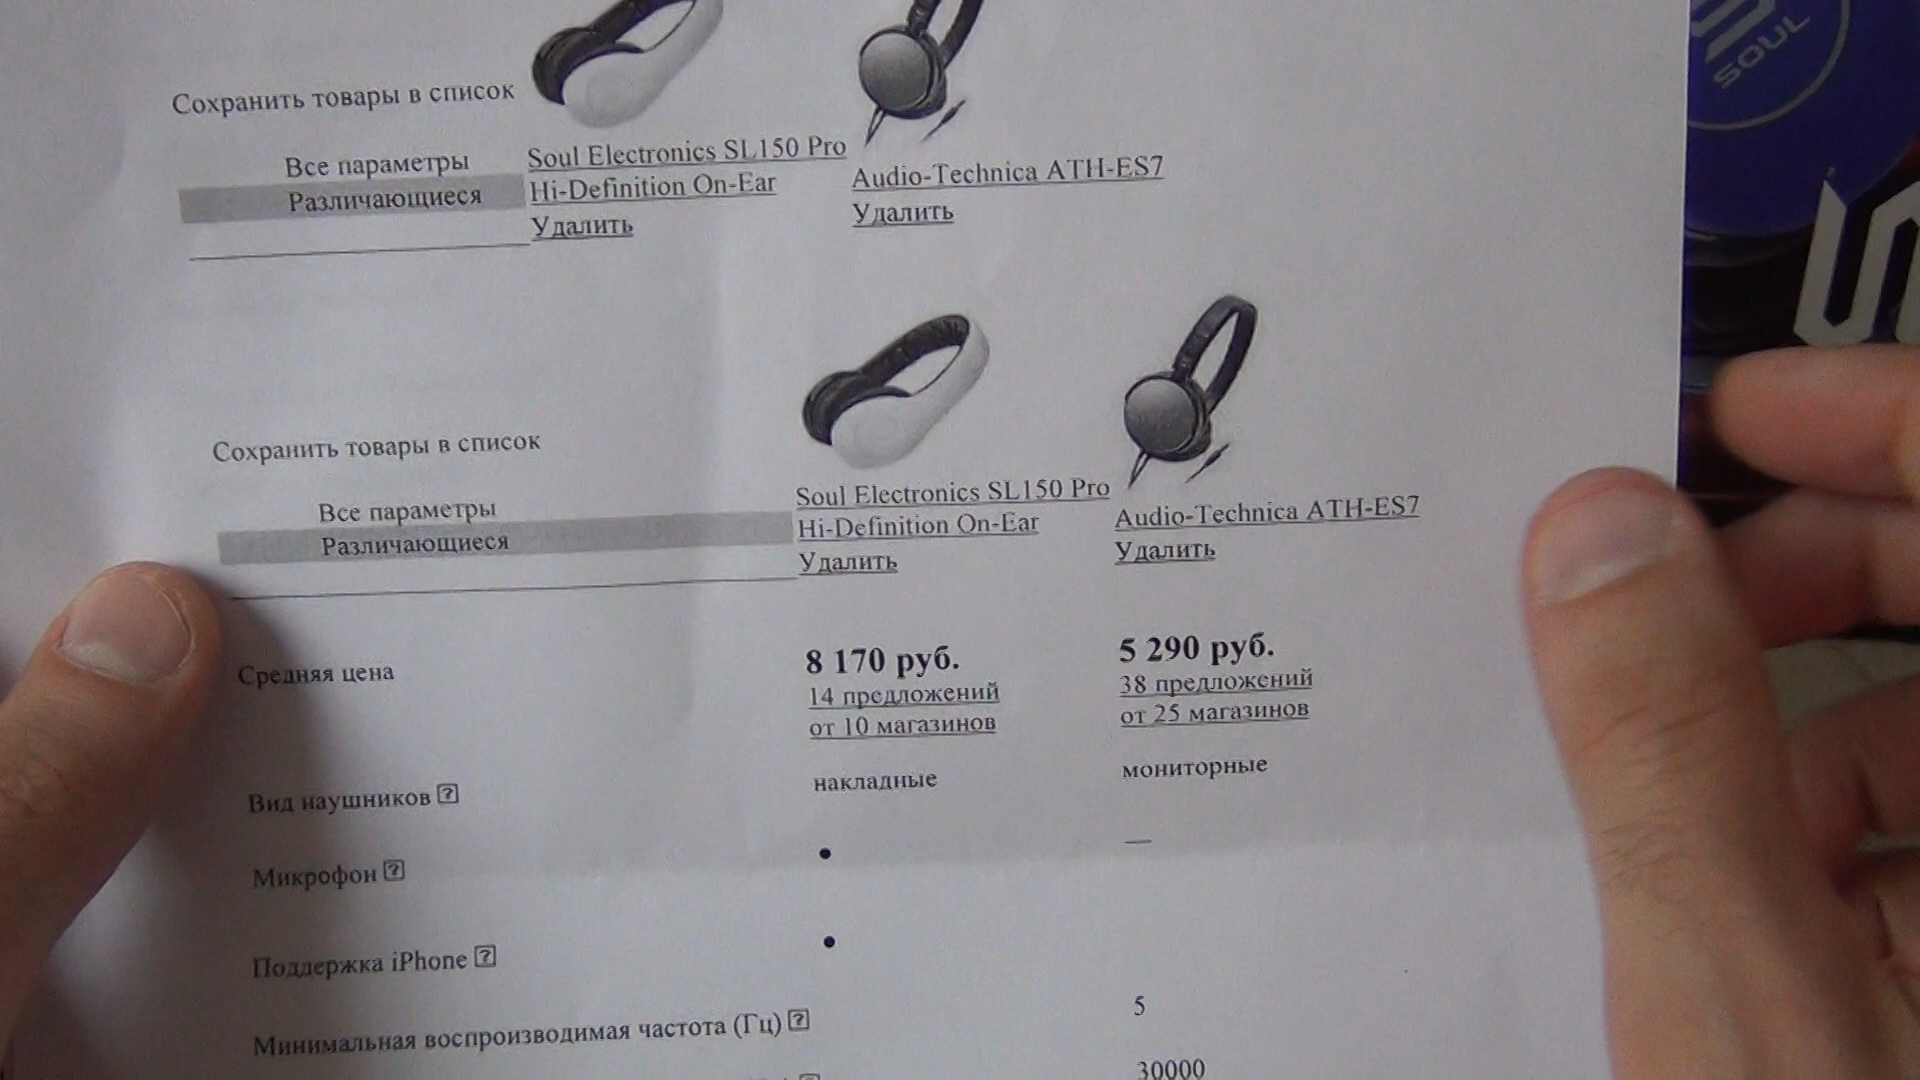 SOUL
Сохранить товары в список
Все параметры
Различающиеся
Soul Electronics SL150 Pro
Hi-Definition On-Ear
Удалить
Audio-Technica ATH-ES7
Удалить
Сохранить товары в список
Все параметры
Различающиеся
Soul Electronics SL150 Pro
Hi-Definition On-Ear
Удалить
Audio-Technica ATH-ES7
Удалить
Средняя цена
8 170 руб.
14 предложений
от 10 магазинов
5 290 руб.
38 предложений
от 25 магазинов
Вид наушников ?
накладные
мониторные
Микрофон ?
•
—
Поддержка iPhone ?
•
Минимальная воспроизводимая частота (Гц) ?
5
30000